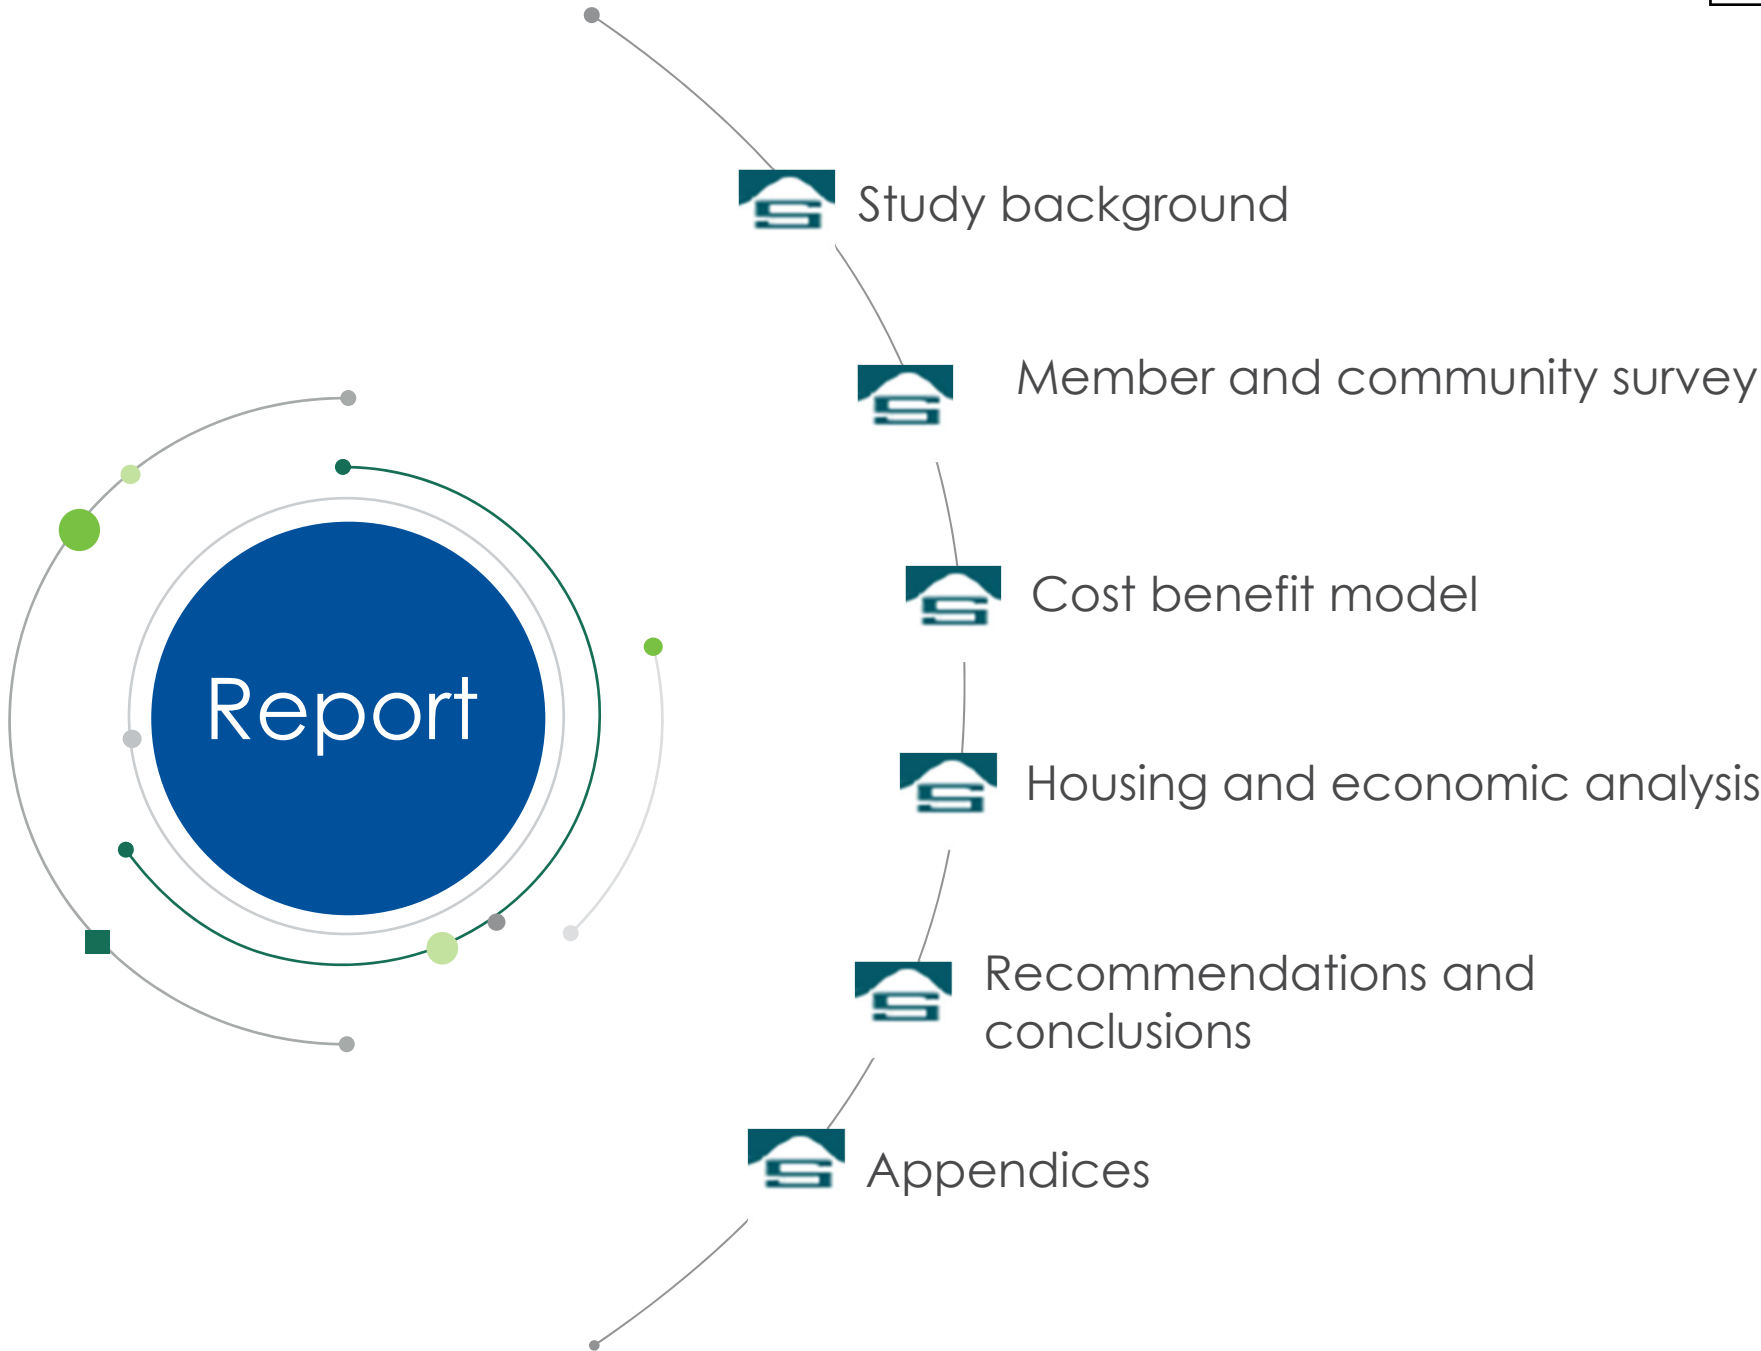 Study background
Member and community survey
Cost benefit model
Report
Housing and economic analysis
Recommendations and
conclusions
Appendices